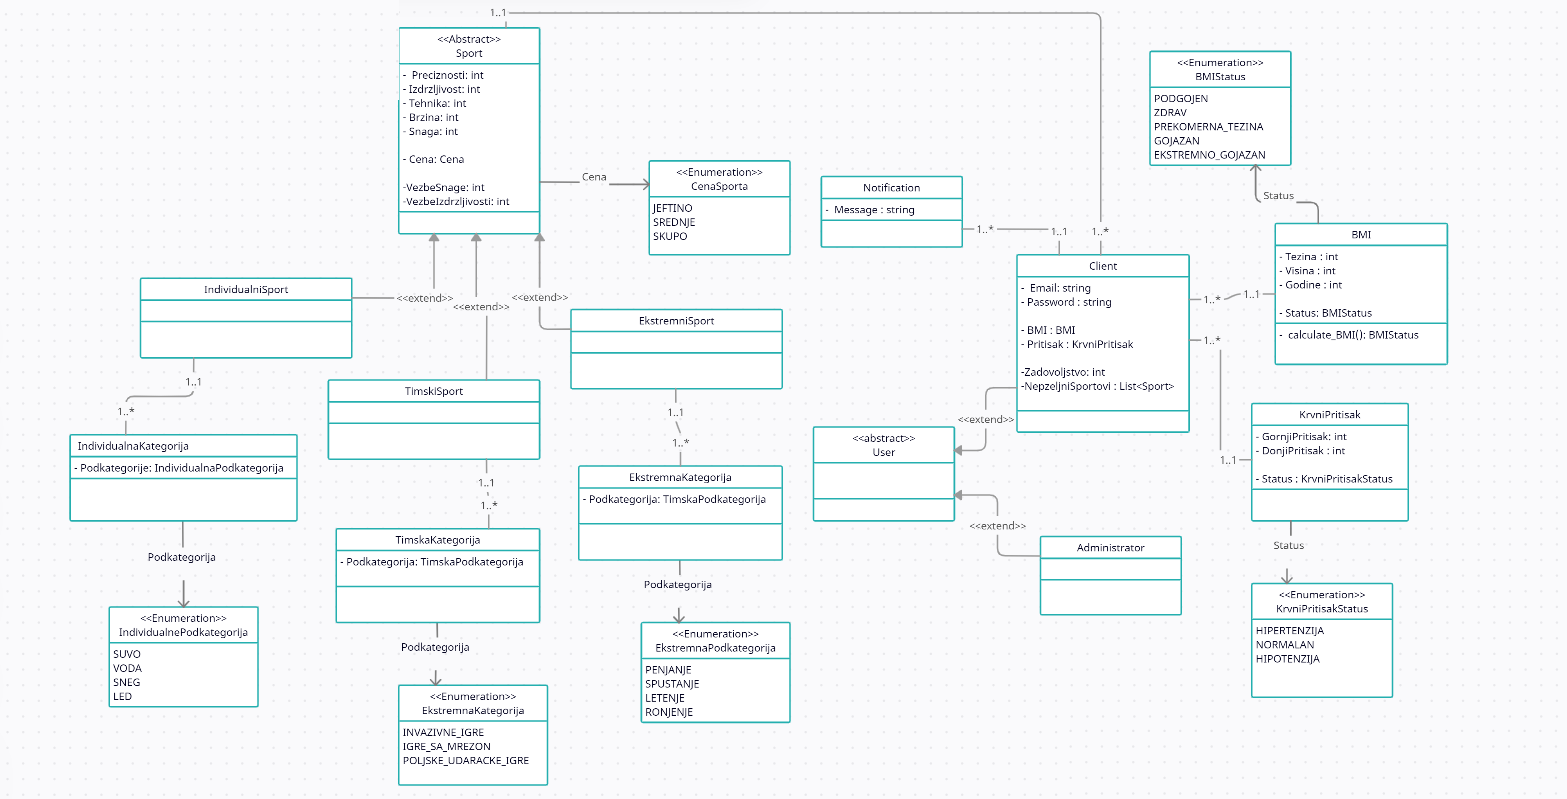 1..1
<<Abstract>>
Sport
- Preciznosti: int
- Izdrzljivost: int
- Tehnika: int
- Brzina: int
- Snaga: int
- Cena: Cena
-VezbeSnage: int
-VezbeIzdrzljivosti: int
Cena
<<Enumeration>>
CenaSporta
JEFTINO
SREDNJE
SKUPO
Notification
- Message : string
1..*
1..1
1..*
<<Enumeration>>
BMIStatus
PODGOJEN
ZDRAV
PREKOMERNA_TEZINA
GOJAZAN
EKSTREMNO_GOJAZAN
Status
BMI
- Tezina : int
- Visina : int
- Godine : int
- Status: BMIStatus
- calculate_BMI(): BMIStatus
Client
- Email: string
- Password : string
- BMI : BMI
- Pritisak : KrvniPritisak
-Zadovoljstvo: int
-NepzeljniSportovi : List<Sport>
1..*
1..1
1..*
1..1
IndividualniSport
<<extend>>
<<extend>>
<<extend>>
EkstremniSport
TimskiSport
1..1
1..*
1..1
1..*
1..1
1..*
IndividualnaKategorija
- Podkategorije: IndividualnaPodkategorija
EkstremnaKategorija
- Podkategorija: TimskaPodkategorija
TimskaKategorija
- Podkategorija: TimskaPodkategorija
<<abstract>>
User
<<extend>>
<<extend>>
Administrator
KrvniPritisak
- GornjiPritisak: int
- DonjiPritisak : int
- Status : KrvniPritisakStatus
Status
<<Enumeration>>
KrvniPritisakStatus
HIPERTENZIJA
NORMALAN
HIPOTENZIJA
Podkategorija
<<Enumeration>>
IndividualnePodkategorija
SUVO
VODA
SNEG
LED
Podkategorija
<<Enumeration>>
EkstremnaKategorija
INVAZIVNE_IGRE
IGRE_SA_MREZON
POLJSKE_UDARACKE_IGRE
Podkategorija
<<Enumeration>>
EkstremnaPodkategorija
PENJANJE
SPUSTANJE
LETENJE
RONJENJE